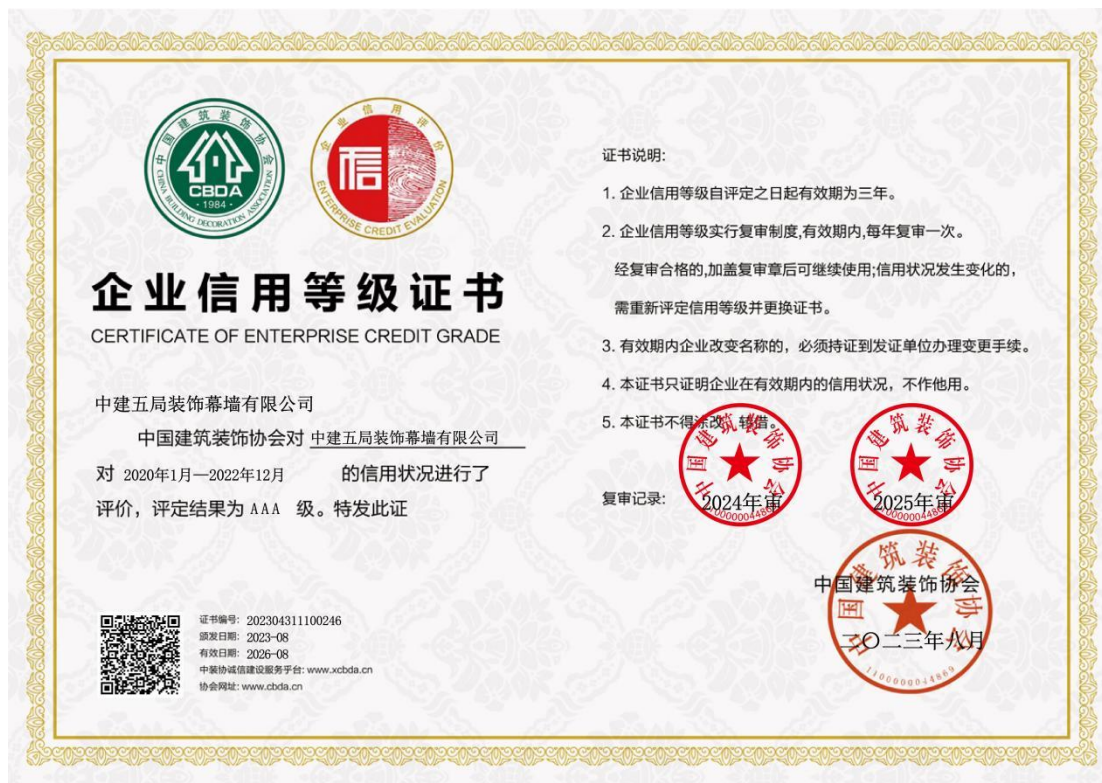 中国建筑装饰协会
CBDA
·1984·
CHINA BUILDING DECORATION ASSOCIATION
企业信用评价
信
ENTERPRISE CREDIT EVALUATION
企业信用等级证书
CERTIFICATE OF ENTERPRISE CREDIT GRADE
中建五局装饰幕墙有限公司
中国建筑装饰协会对 中建五局装饰幕墙有限公司
对 2020年1月—2022年12月 的信用状况进行了
评价，评定结果为 AAA 级。特发此证
证书编号: 202304311100246
颁发日期: 2023-08
有效日期: 2026-08
中装协诚信建设服务平台: www.xcbda.cn
协会网址: www.cbda.cn
证书说明:
1. 企业信用等级自评定之日起有效期为三年。
2. 企业信用等级实行复审制度,有效期内,每年复审一次。
经复审合格的,加盖复审章后可继续使用;信用状况发生变化的,
需重新评定信用等级并更换证书。
3. 有效期内企业改变名称的，必须持证到发证单位办理变更手续。
4. 本证书只证明企业在有效期内的信用状况，不作他用。
5. 本证书不得涂改、转借。
复审记录:
中国建筑装饰协会
2024年审
中国建筑装饰协会
2025年审
中国建筑装饰协会
二〇二三年八月
中国建筑装饰协会
1100000044869